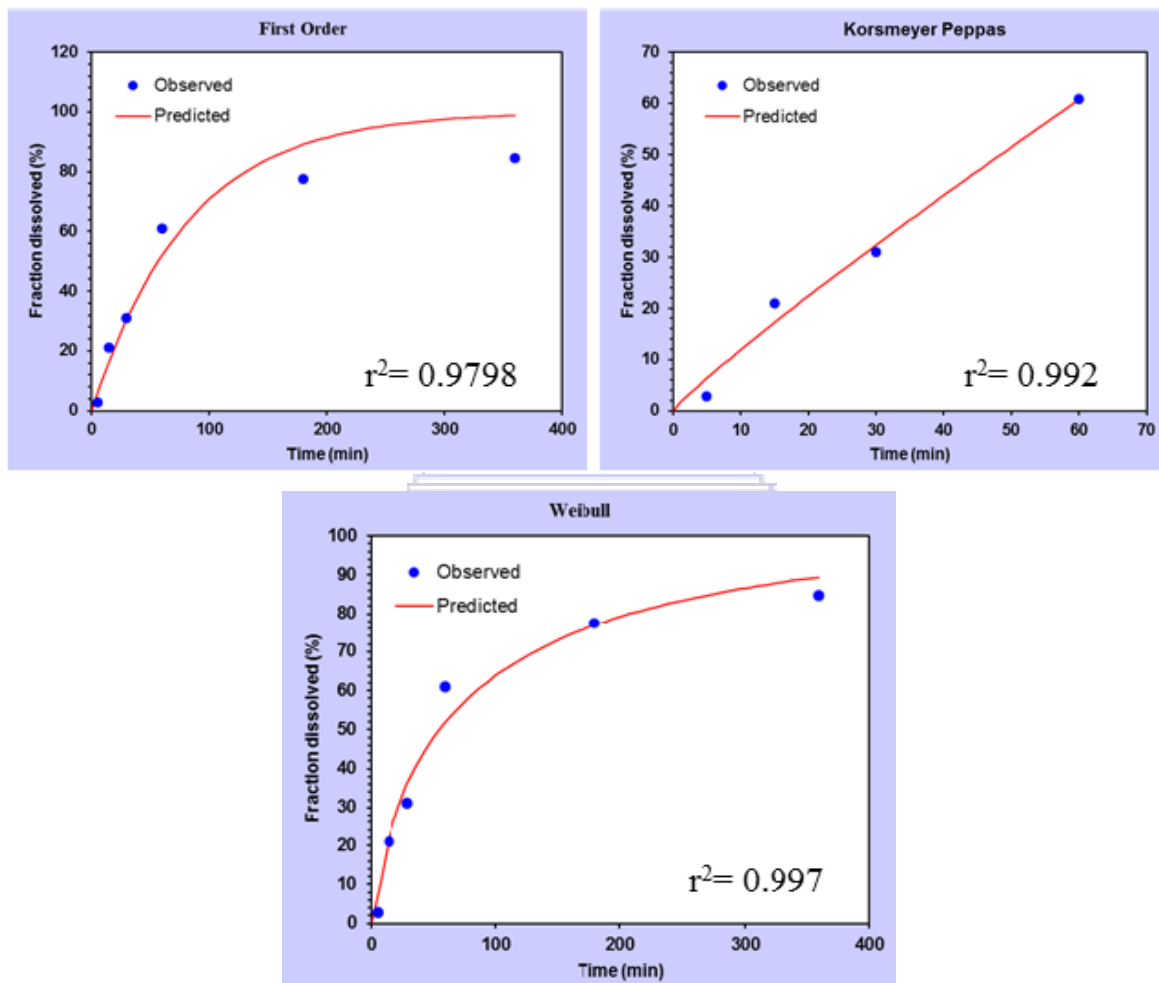 First Order
120
100
80
60
40
20
0
Fraction dissolved (%)
Observed
Predicted
r²= 0.9798
0 100 200 300 400
Time (min)
Korsmeyer Peppas
70
60
50
40
30
20
10
0
Fraction dissolved (%)
Observed
Predicted
r²= 0.992
0 10 20 30 40 50 60 70
Time (min)
Weibull
100
90
80
70
60
50
40
30
20
10
0
Fraction dissolved (%)
Observed
Predicted
r²= 0.997
0 100 200 300 400
Time (min)